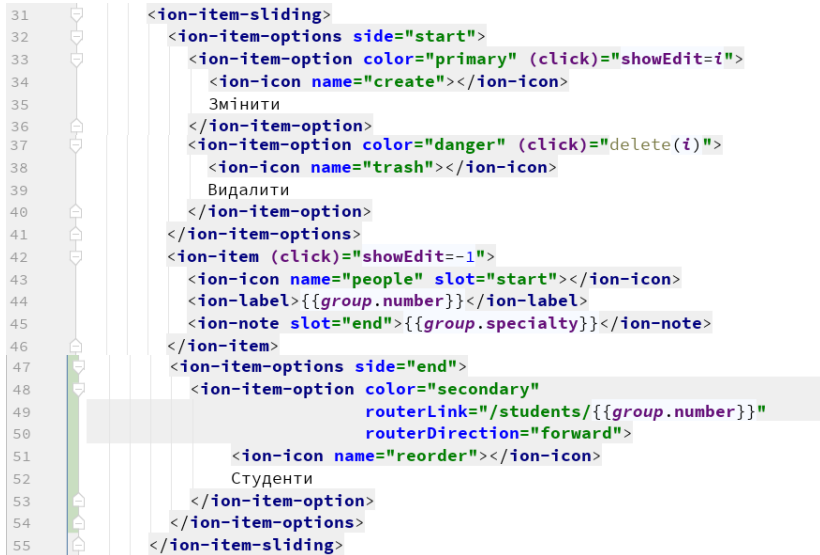 31 <ion-item-sliding>
32 <ion-item-options side="start">
33 <ion-item-option color="primary" (click)="showEdit=i">
34 <ion-icon name="create"></ion-icon>
35 Змінити
36 </ion-item-option>
37 <ion-item-option color="danger" (click)="delete(i)">
38 <ion-icon name="trash"></ion-icon>
39 Видалити
40 </ion-item-option>
41 </ion-item-options>
42 <ion-item (click)="showEdit=-1">
43 <ion-icon name="people" slot="start"></ion-icon>
44 <ion-label>{{group.number}}</ion-label>
45 <ion-note slot="end">{{group.specialty}}</ion-note>
46 </ion-item>
47 <ion-item-options side="end">
48 <ion-item-option color="secondary"
49 routerLink="/students/{{group.number}}"
50 routerDirection="forward">
51 <ion-icon name="reorder"></ion-icon>
52 Студенти
53 </ion-item-option>
54 </ion-item-options>
55 </ion-item-sliding>